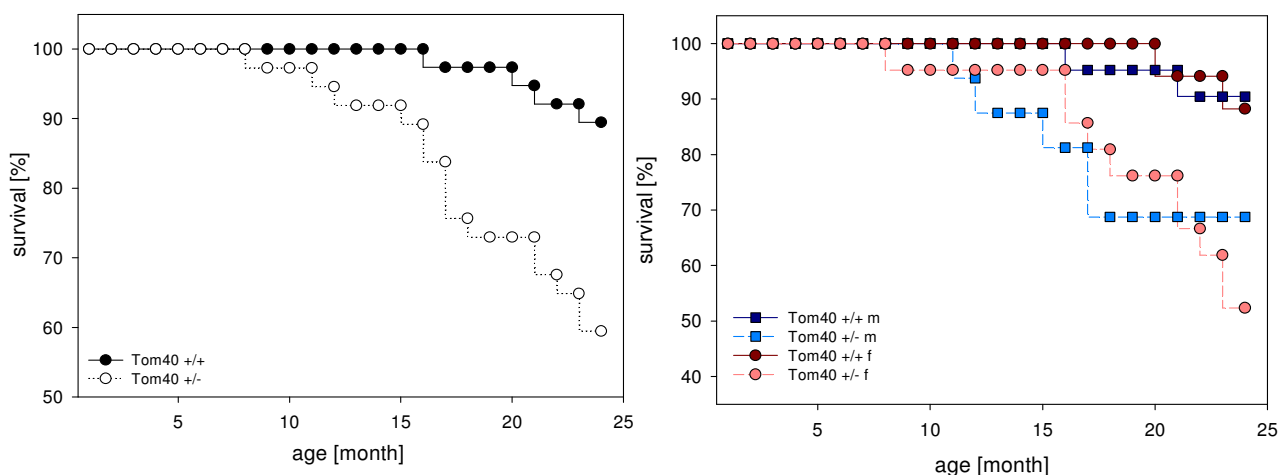 100
90
80
70
60
50
survival [%]
Tom40 +/+
Tom40 +/-
5
10
15
20
25
age [month]
100
90
80
70
60
50
40
survival [%]
Tom40 +/+ m
Tom40 +/- m
Tom40 +/+ f
Tom40 +/- f
5
10
15
20
25
age [month]